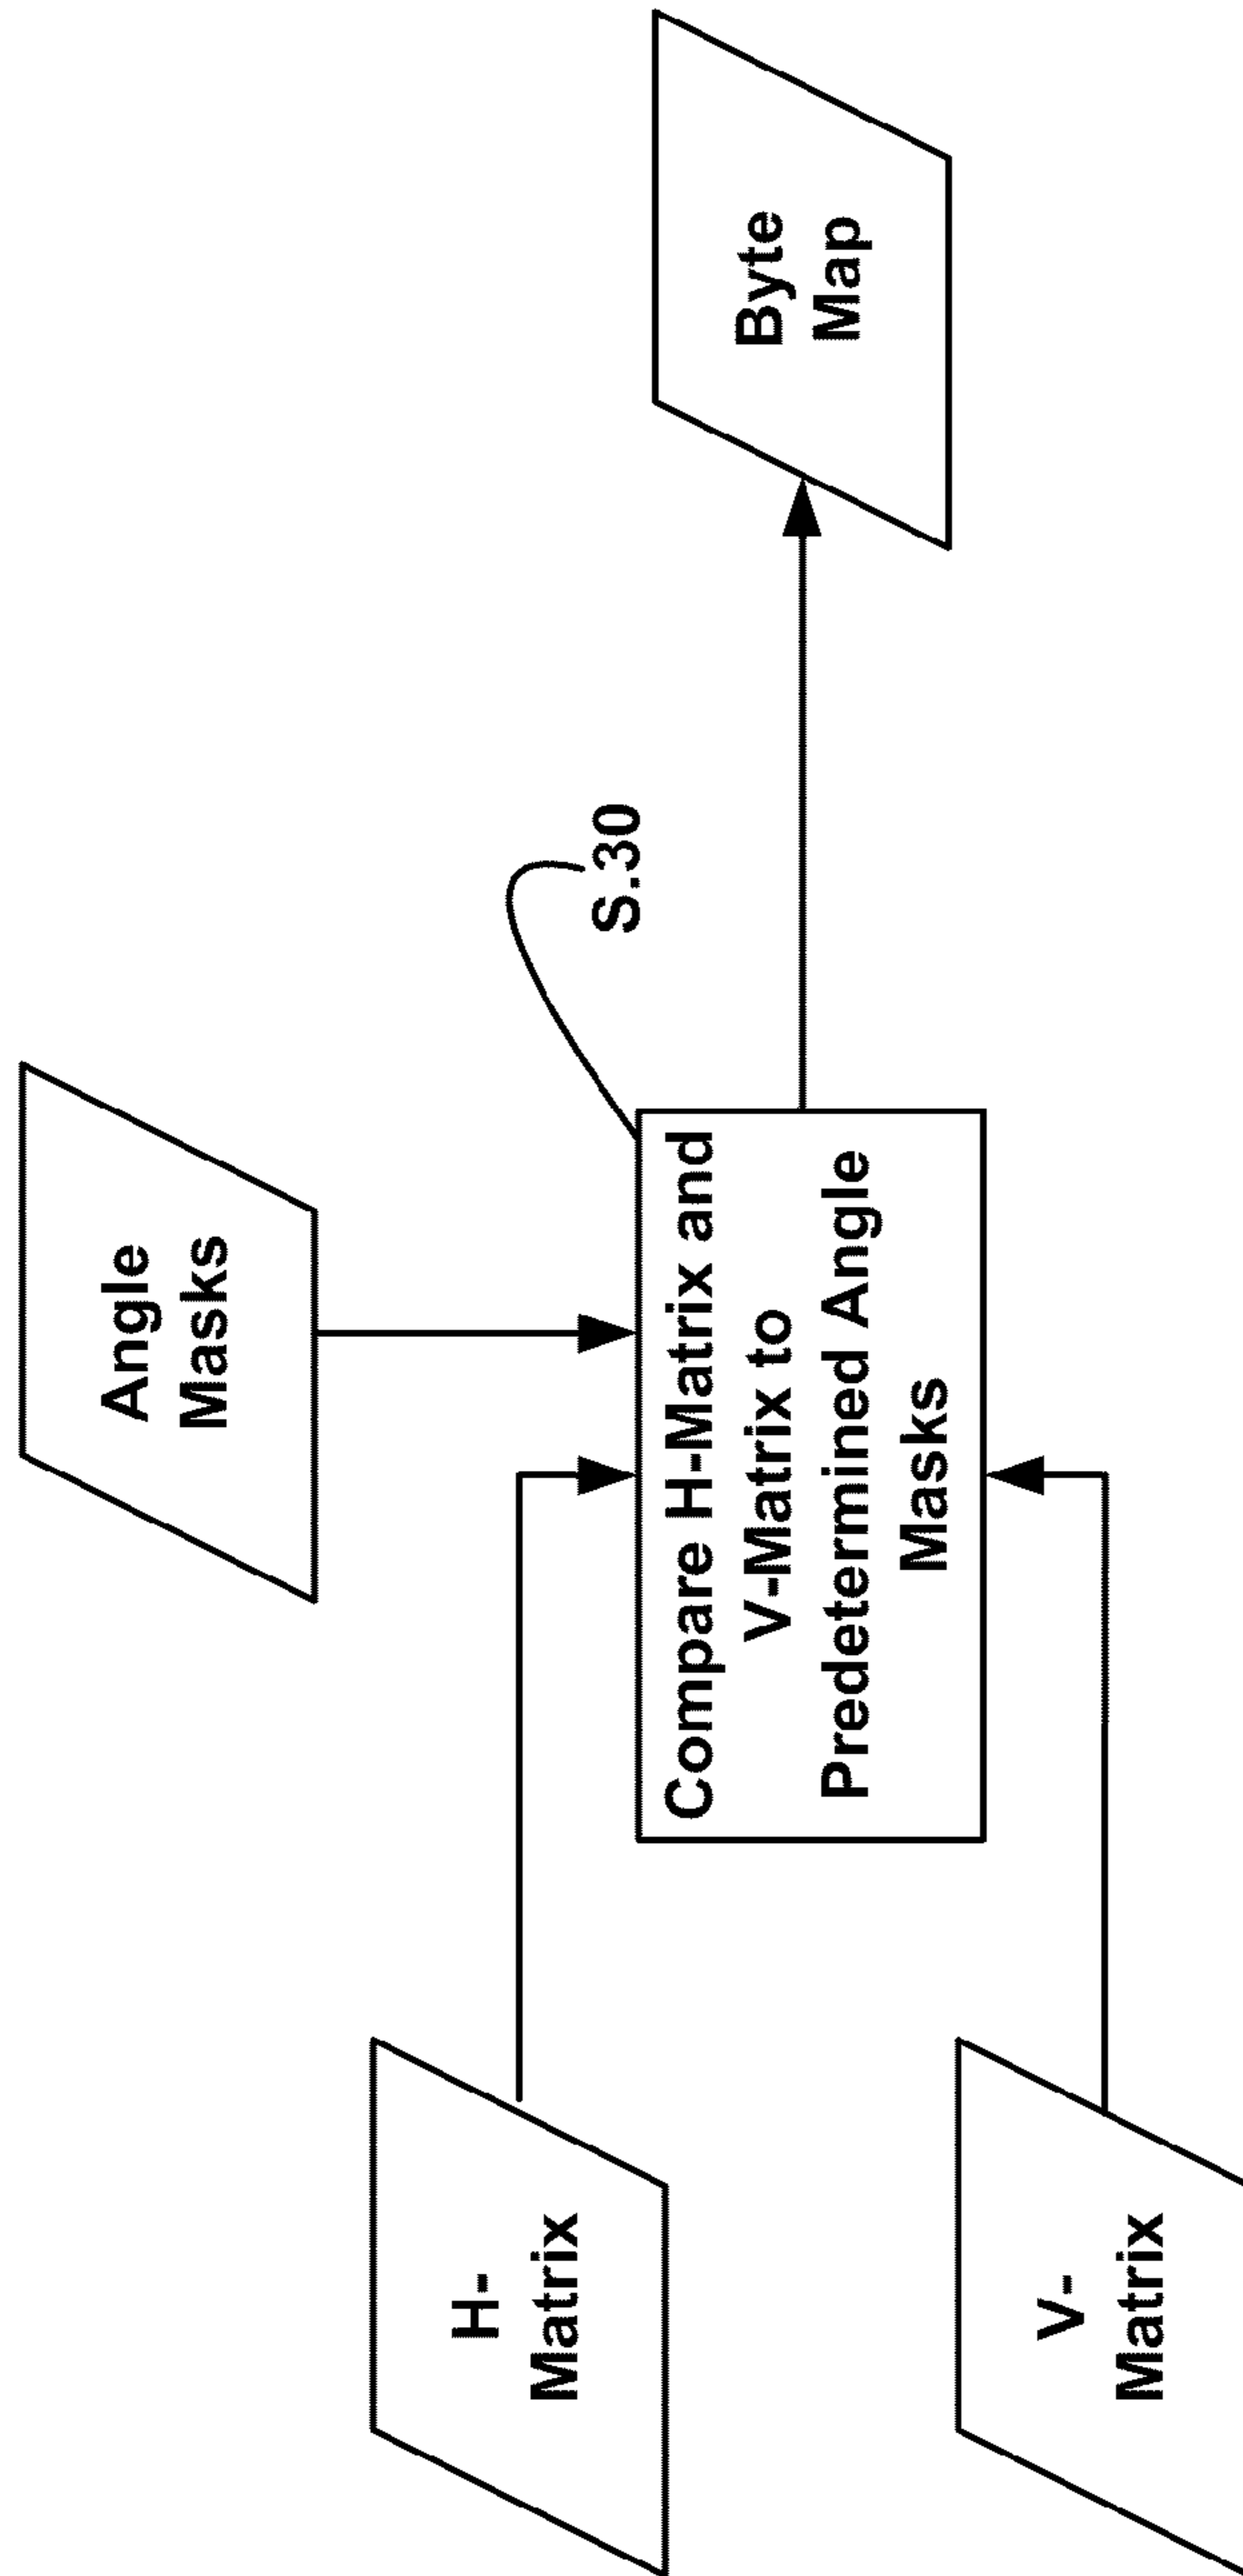 Angle
Masks
H-
Matrix
S.30
Compare H-Matrix and
V-Matrix to
Predetermined Angle
Masks
Byte
Map
V-
Matrix